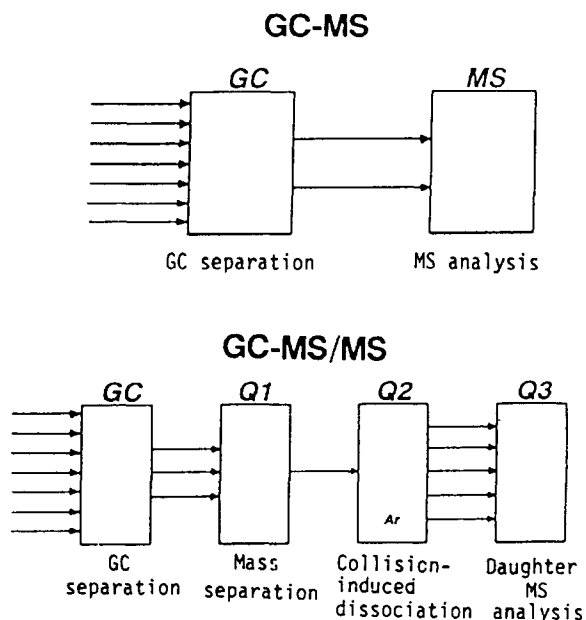 GC-MS
GC
MS
GC separation
MS analysis
GC-MS/MS
GC
Q1
Q2
Q3
Ar
GC
separation
Mass
separation
Collision-
induced
dissociation
Daughter
MS
analysis